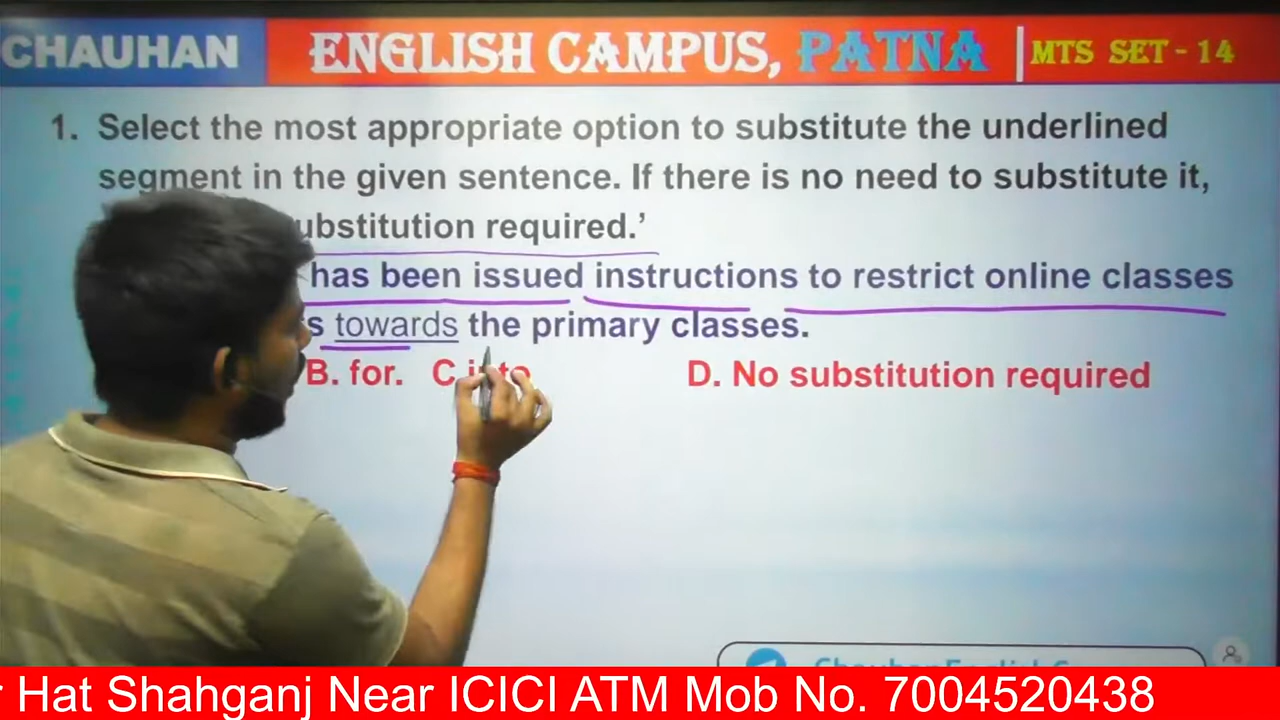 CHAUHAN ENGLISH CAMPUS, PATNA MTS SET - 14
1. Select the most appropriate option to substitute the underlined
segment in the given sentence. If there is no need to substitute it,
required.'
has been issued instructions to restrict online classes
towards the primary classes.
B. for. C. D. No substitution required
Hat Shahganj Near ICICI ATM Mob No. 7004520438